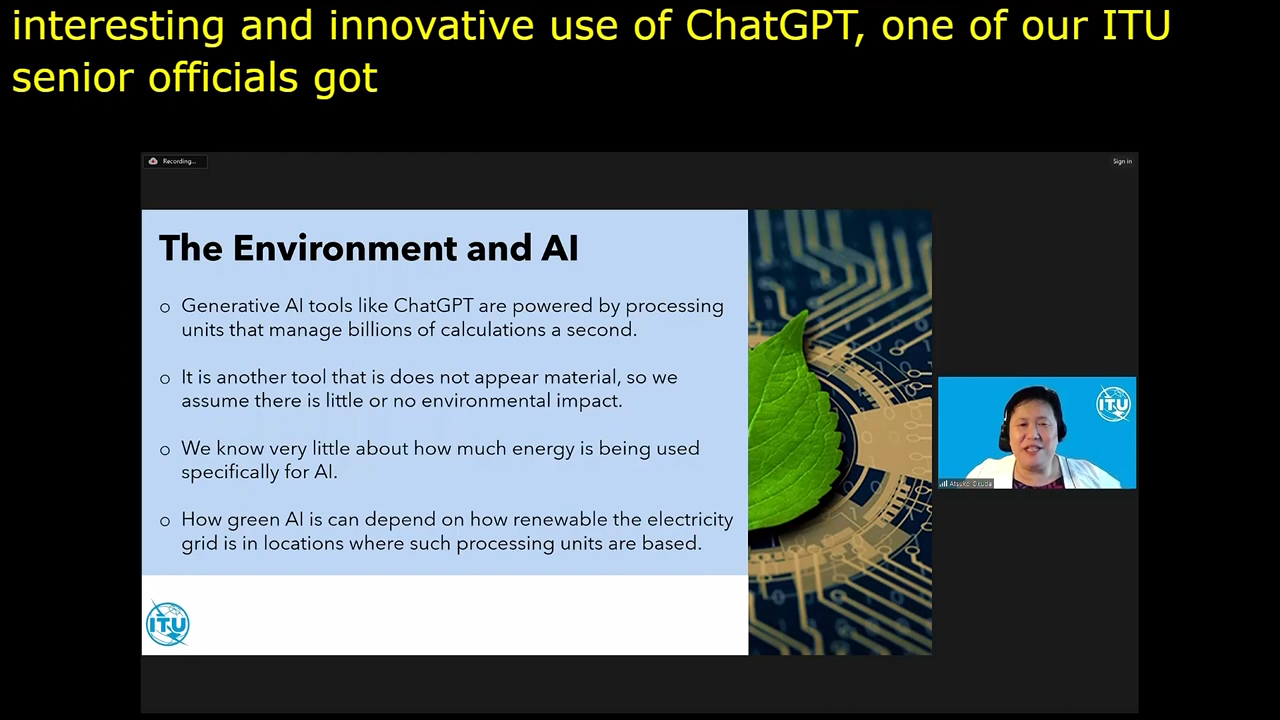 interesting and innovative use of ChatGPT, one of our ITU
senior officials got
Recording...
Sign in
The Environment and AI
o Generative AI tools like ChatGPT are powered by processing
units that manage billions of calculations a second.
o It is another tool that is does not appear material, so we
assume there is little or no environmental impact.
o We know very little about how much energy is being used
specifically for AI.
o How green AI is can depend on how renewable the electricity
grid is in locations where such processing units are based.
ITU
ITU
Atsuko Okuda